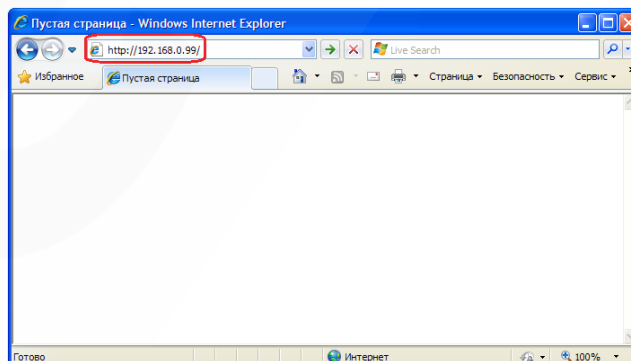 Пустая страница - Windows Internet Explorer
http://192.168.0.99/
Live Search
Избранное
Пустая страница
Страница
Безопасность
Сервис
»
Готово
Интернет
100%